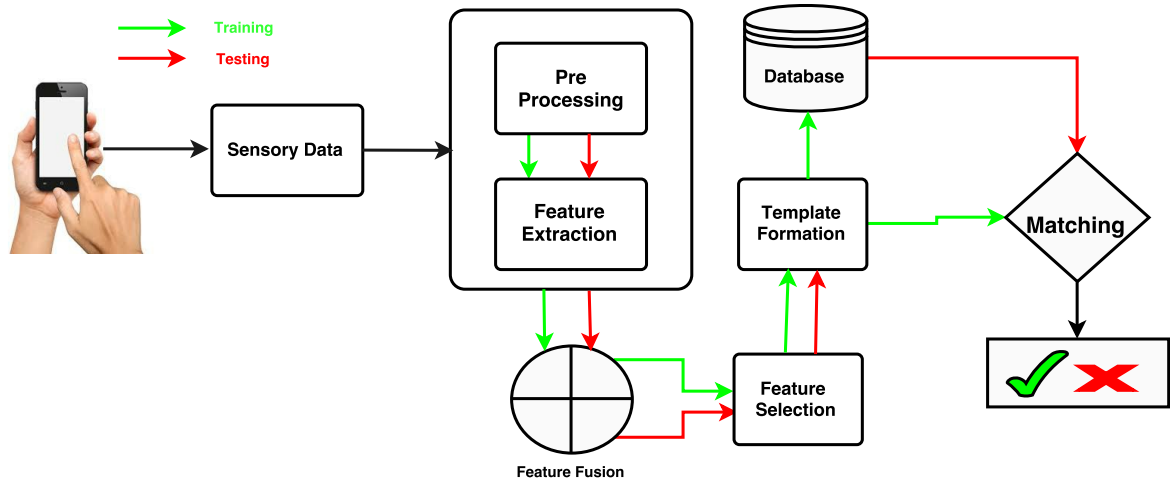 Training
Testing
Pre
Processing
Database
Sensory Data
Feature
Extraction
Template
Formation
Matching
Feature
Selection
Feature Fusion